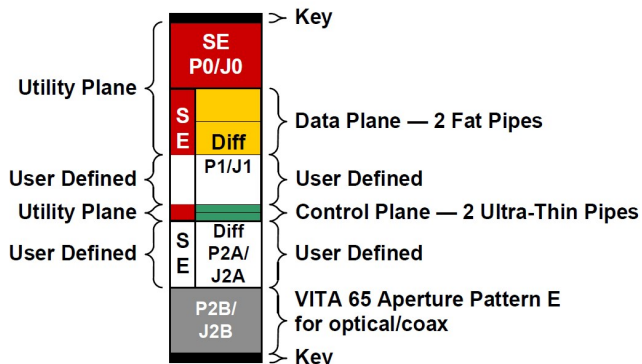 Key
SE
P0/J0
Utility Plane
S
E
Diff
Data Plane — 2 Fat Pipes
P1/J1
User Defined
User Defined
Utility Plane
Control Plane — 2 Ultra-Thin Pipes
User Defined
S
E
Diff
P2A/
J2A
User Defined
P2B/
J2B
VITA 65 Aperture Pattern E
for optical/coax
Key